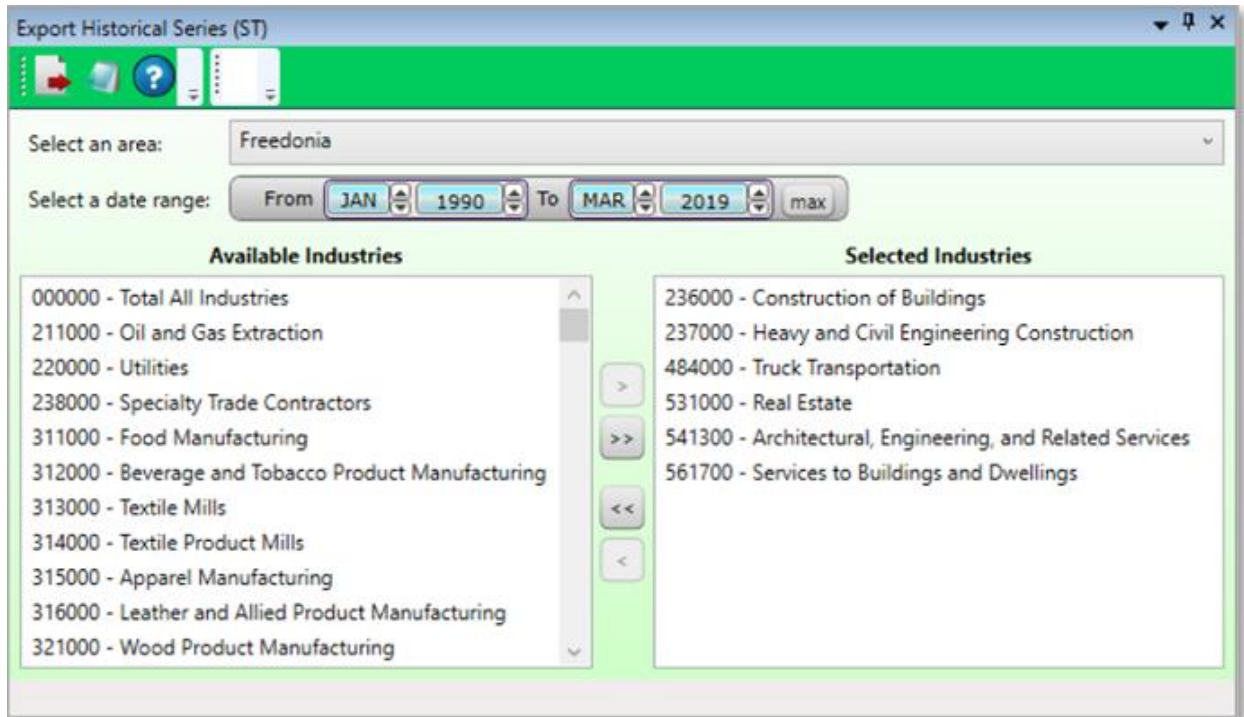 Export Historical Series (ST)
?
Select an area: Freedonia
Select a date range: From JAN 1990 To MAR 2019 max
Available Industries
000000 - Total All Industries
211000 - Oil and Gas Extraction
220000 - Utilities
238000 - Specialty Trade Contractors
311000 - Food Manufacturing
312000 - Beverage and Tobacco Product Manufacturing
313000 - Textile Mills
314000 - Textile Product Mills
315000 - Apparel Manufacturing
316000 - Leather and Allied Product Manufacturing
321000 - Wood Product Manufacturing
>
>>
<<
<
Selected Industries
236000 - Construction of Buildings
237000 - Heavy and Civil Engineering Construction
484000 - Truck Transportation
531000 - Real Estate
541300 - Architectural, Engineering, and Related Services
561700 - Services to Buildings and Dwellings